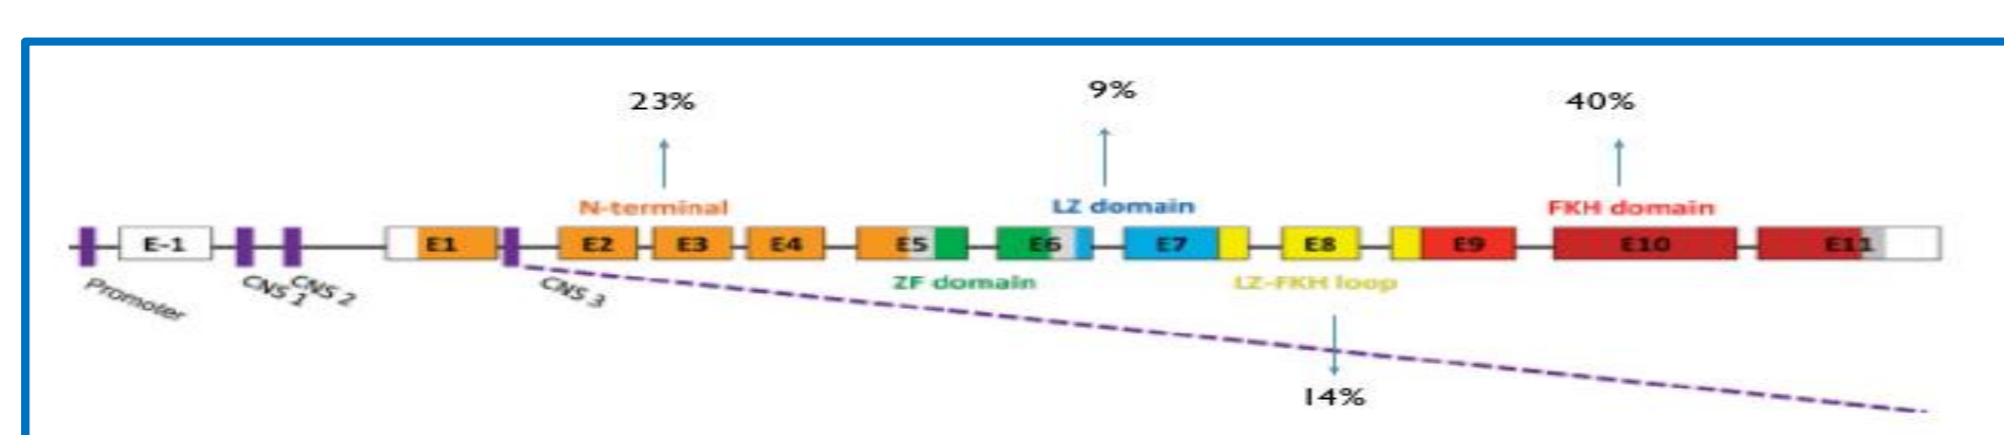 23% 9% 40%
N-terminal LZ domain FKH domain
E-1 E1 E2 E3 E4 E5 E6 E7 E8 E9 E10 E11
Promoter CNS 1 CNS 2 CNS 3 ZF domain LZ-FKH loop
14%